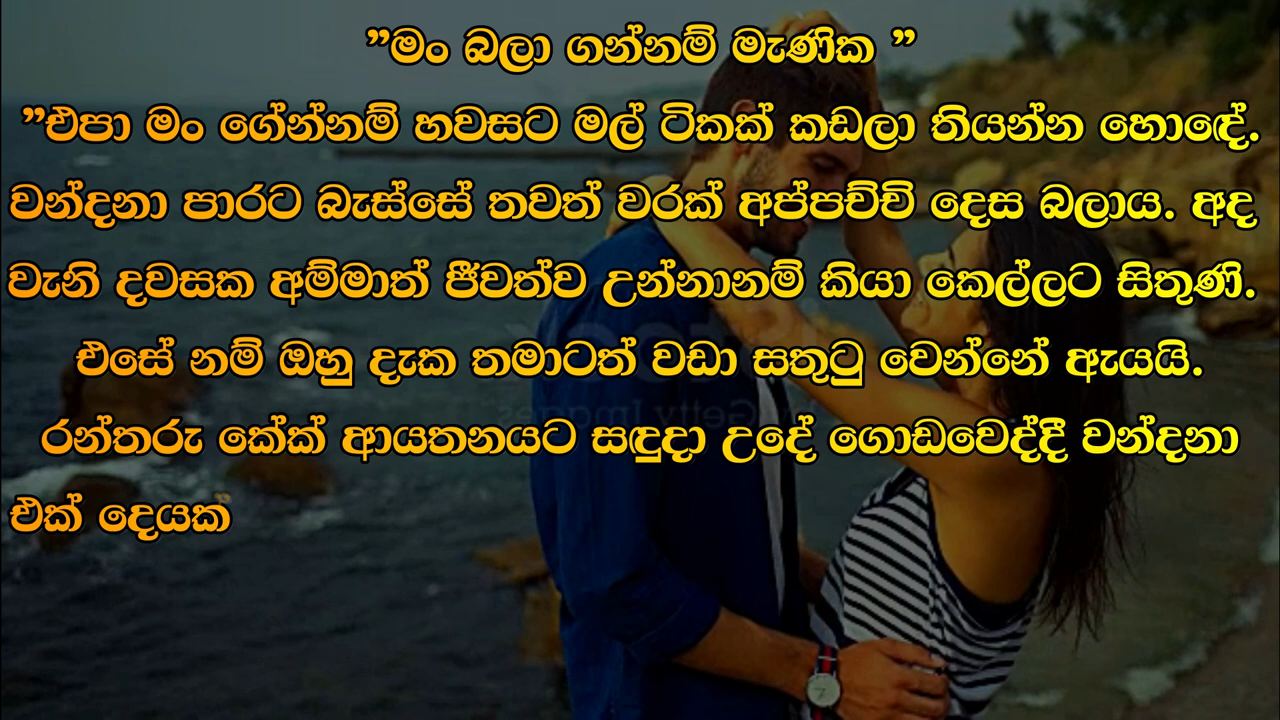 ”මං බලා ගන්නම් මැණික ”
”එපා මං ගේන්නම් හවසට මල් ටිකක් කඩලා තියන්න හොඳේ.
වන්දනා පාරට බැස්සේ තවත් වරක් අප්පච්චි දෙස බලාය. අද
වැනි දවසක අම්මාත් ජීවත්ව උන්නානම් කියා කෙල්ලට සිතුණි.
එසේ නම් ඔහු දැක තමාටත් වඩා සතුටු වෙන්නේ ඇයයි.
රන්තරු කේක් ආයතනයට සඳුදා උදේ ගොඩවෙද්දී වන්දනා
එක් දෙයක්